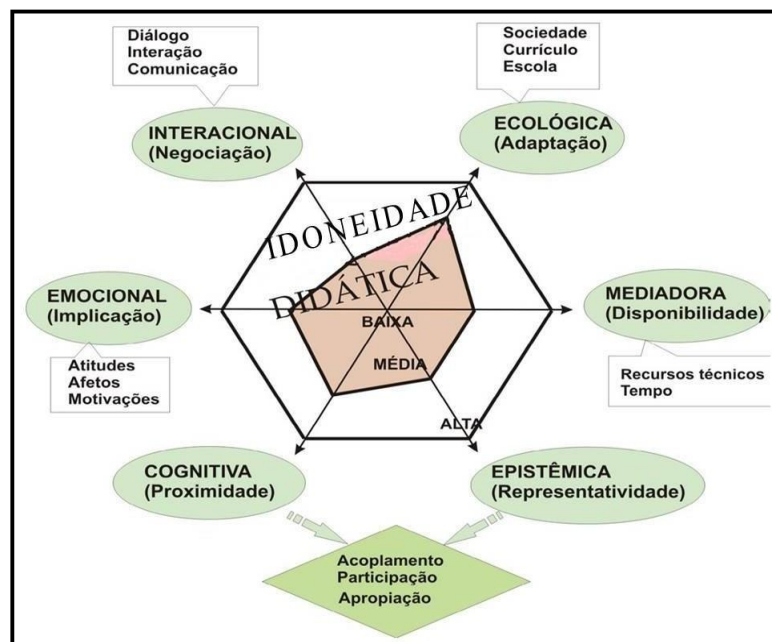 Diálogo
Interação
Comunicação
Sociedade
Currículo
Escola
INTERACIONAL
(Negociação)
ECOLÓGICA
(Adaptação)
IDONEIDADE
DIDÁTICA
EMOCIONAL
(Implicação)
MEDIADORA
(Disponibilidade)
BAIXA
MÉDIA
ALTA
Atitudes
Afetos
Motivações
Recursos técnicos
Tempo
COGNITIVA
(Proximidade)
EPISTÊMICA
(Representatividade)
Acoplamento
Participação
Apropiação